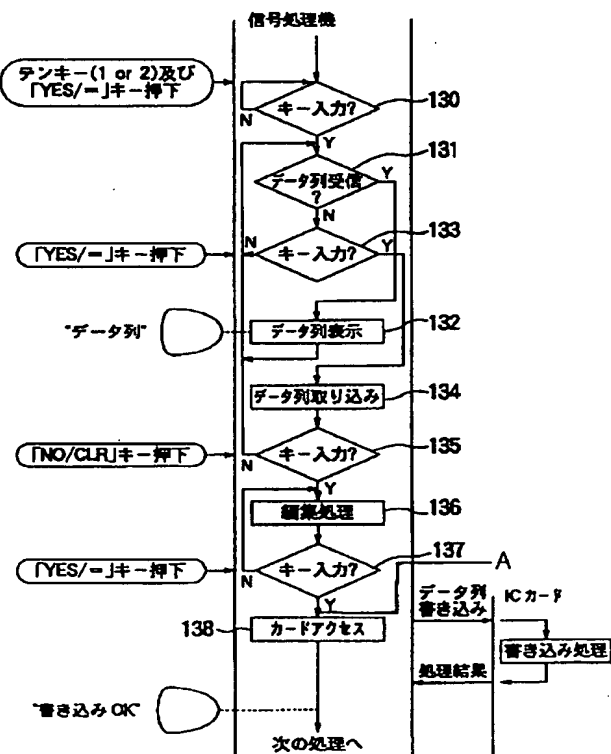 信号処理機
テンキー(1 or 2)及び
「YES/=」キー押下
キー入力?
130
N
Y
131
データ列受信
?
Y
N
133
「YES/=」キー押下
N
キー入力?
Y
"データ列"
データ列表示
132
データ列取り込み
134
「NO/CLR」キー押下
キー入力?
135
N
Y
編集処理
136
137
「YES/=」キー押下
キー入力?
A
N
Y
データ列
書き込み
ICカード
138
カードアクセス
書き込み処理
処理結果
"書き込みOK"
次の処理へ